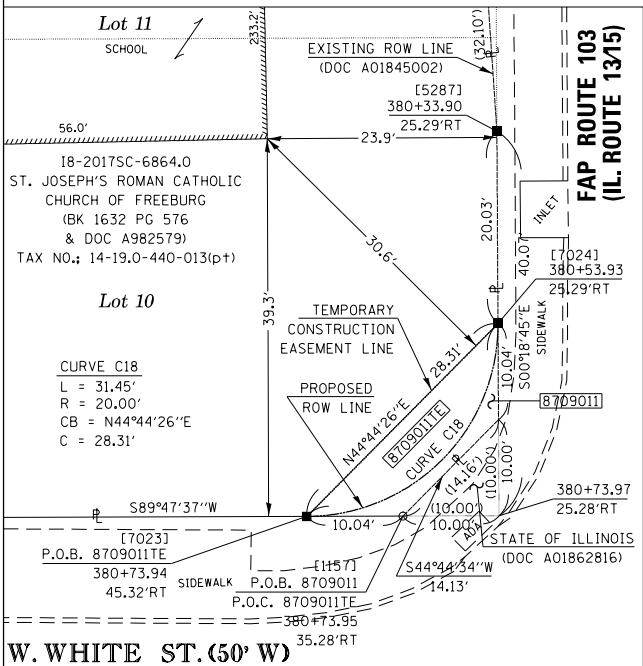 Lot 11
SCHOOL
233.2'
EXISTING ROW LINE
(DOC A01845002)
(32.10')
FAP ROUTE 103
(IL. ROUTE 13/15)
[5287]
380+33.90
25.29'RT
56.0'
23.9'
I8-2017SC-6864.0
ST. JOSEPH'S ROMAN CATHOLIC
CHURCH OF FREEBURG
(BK 1632 PG 576
& DOC A982579)
TAX NO.; 14-19.0-440-013(pt)
INLET
20.03'
40.07'
30.6'
[7024]
380+53.93
25.29'RT
Lot 10
39.3'
TEMPORARY
CONSTRUCTION
EASEMENT LINE
S00°18'45"E
SIDEWALK
10.04'
28.31'
CURVE C18
L = 31.45'
R = 20.00'
CB = N44°44'26"E
C = 28.31'
PROPOSED
ROW LINE
N44°44'26"E
8709011TE
CURVE C18
8709011
PL
(14.16')
(10.00')
10.00'
S89°47'37"W
PL
10.04'
(10.00')
10.00'
ADA
380+73.97
25.28'RT
[7023]
P.O.B. 8709011TE
380+73.94
45.32'RT
SIDEWALK
[1157]
P.O.B. 8709011
P.O.C. 8709011TE
380+73.95
35.28'RT
S44°44'34"W
14.13'
STATE OF ILLINOIS
(DOC A01862816)
W. WHITE ST. (50' W)